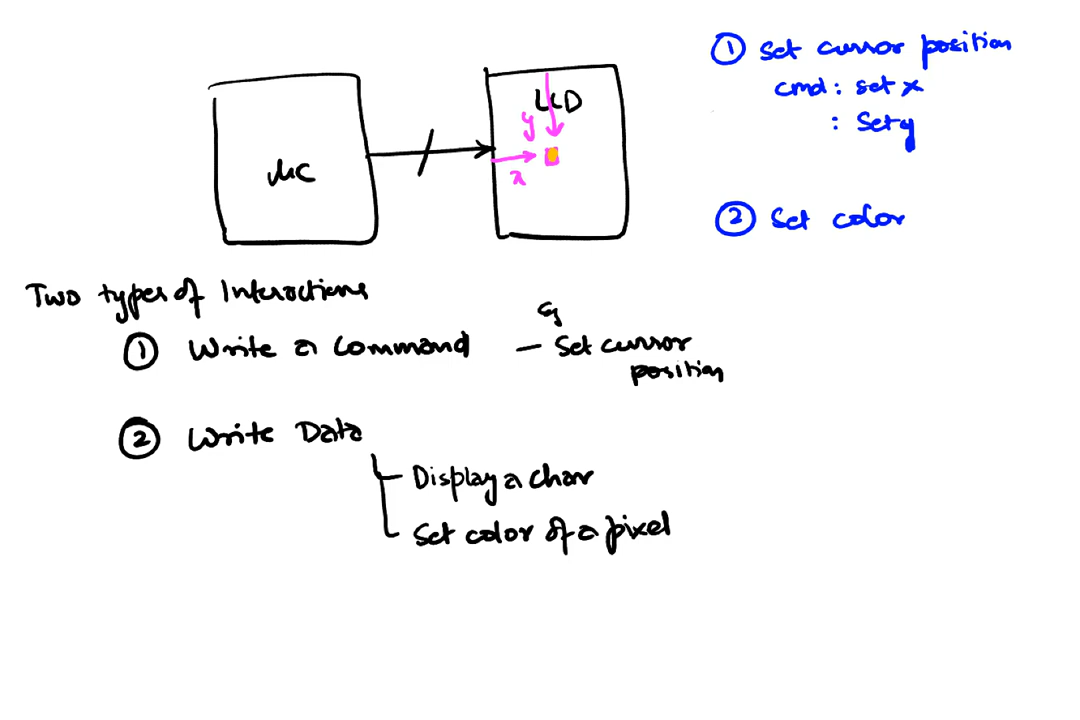 μC
LCD
y
x
① Set cursor position
cmd: set x
: Set y
② Set color
Two types of Interactions
① Write a Command - Set cursor position
eg
② Write Data
Display a char
Set color of a pixel